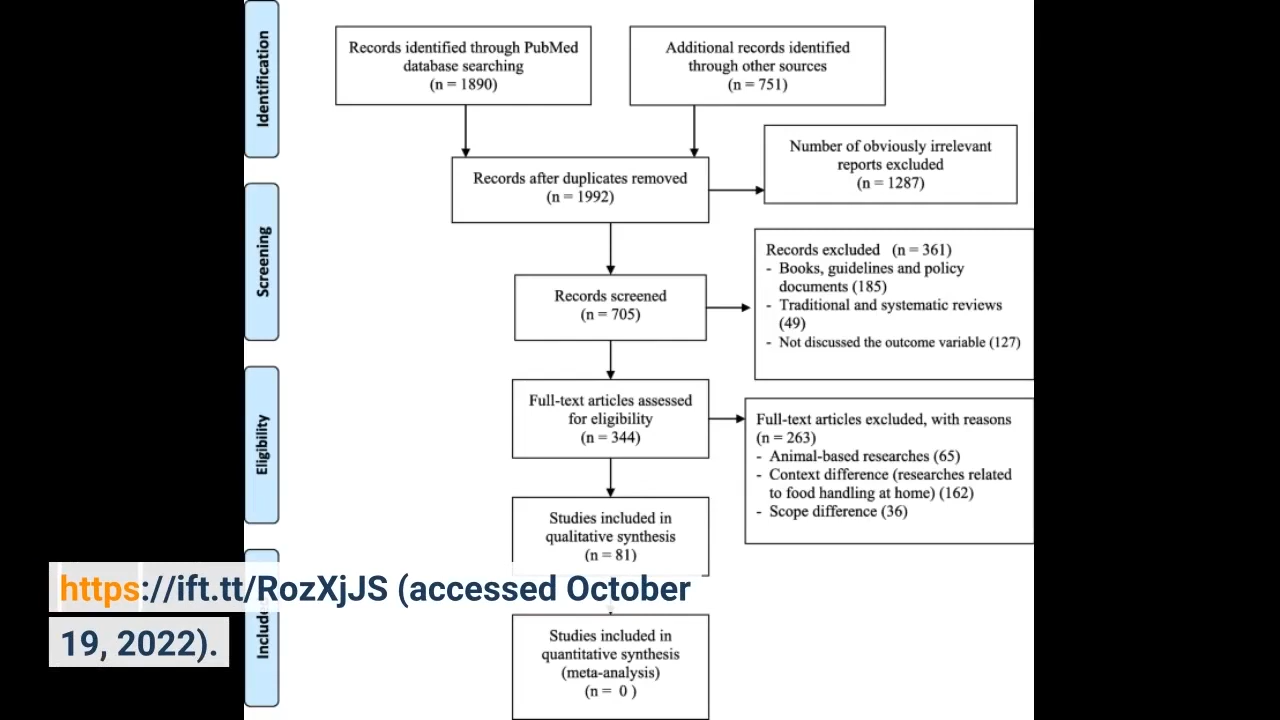 Identification
Records identified through PubMed
database searching
(n = 1890)
Additional records identified
through other sources
(n = 751)
Number of obviously irrelevant
reports excluded
(n = 1287)
Records after duplicates removed
(n = 1992)
Screening
Records excluded (n = 361)
- Books, guidelines and policy
documents (185)
- Traditional and systematic reviews
(49)
- Not discussed the outcome variable (127)
Records screened
(n = 705)
Eligibility
Full-text articles assessed
for eligibility
(n = 344)
Full-text articles excluded, with reasons
(n = 263)
- Animal-based researches (65)
- Context difference (researches related
to food handling at home) (162)
- Scope difference (36)
Studies included in
qualitative synthesis
(n = 81)
https://ift.tt/RozXjJS (accessed October
19, 2022).
Studies included in
quantitative synthesis
(meta-analysis)
(n = 0 )